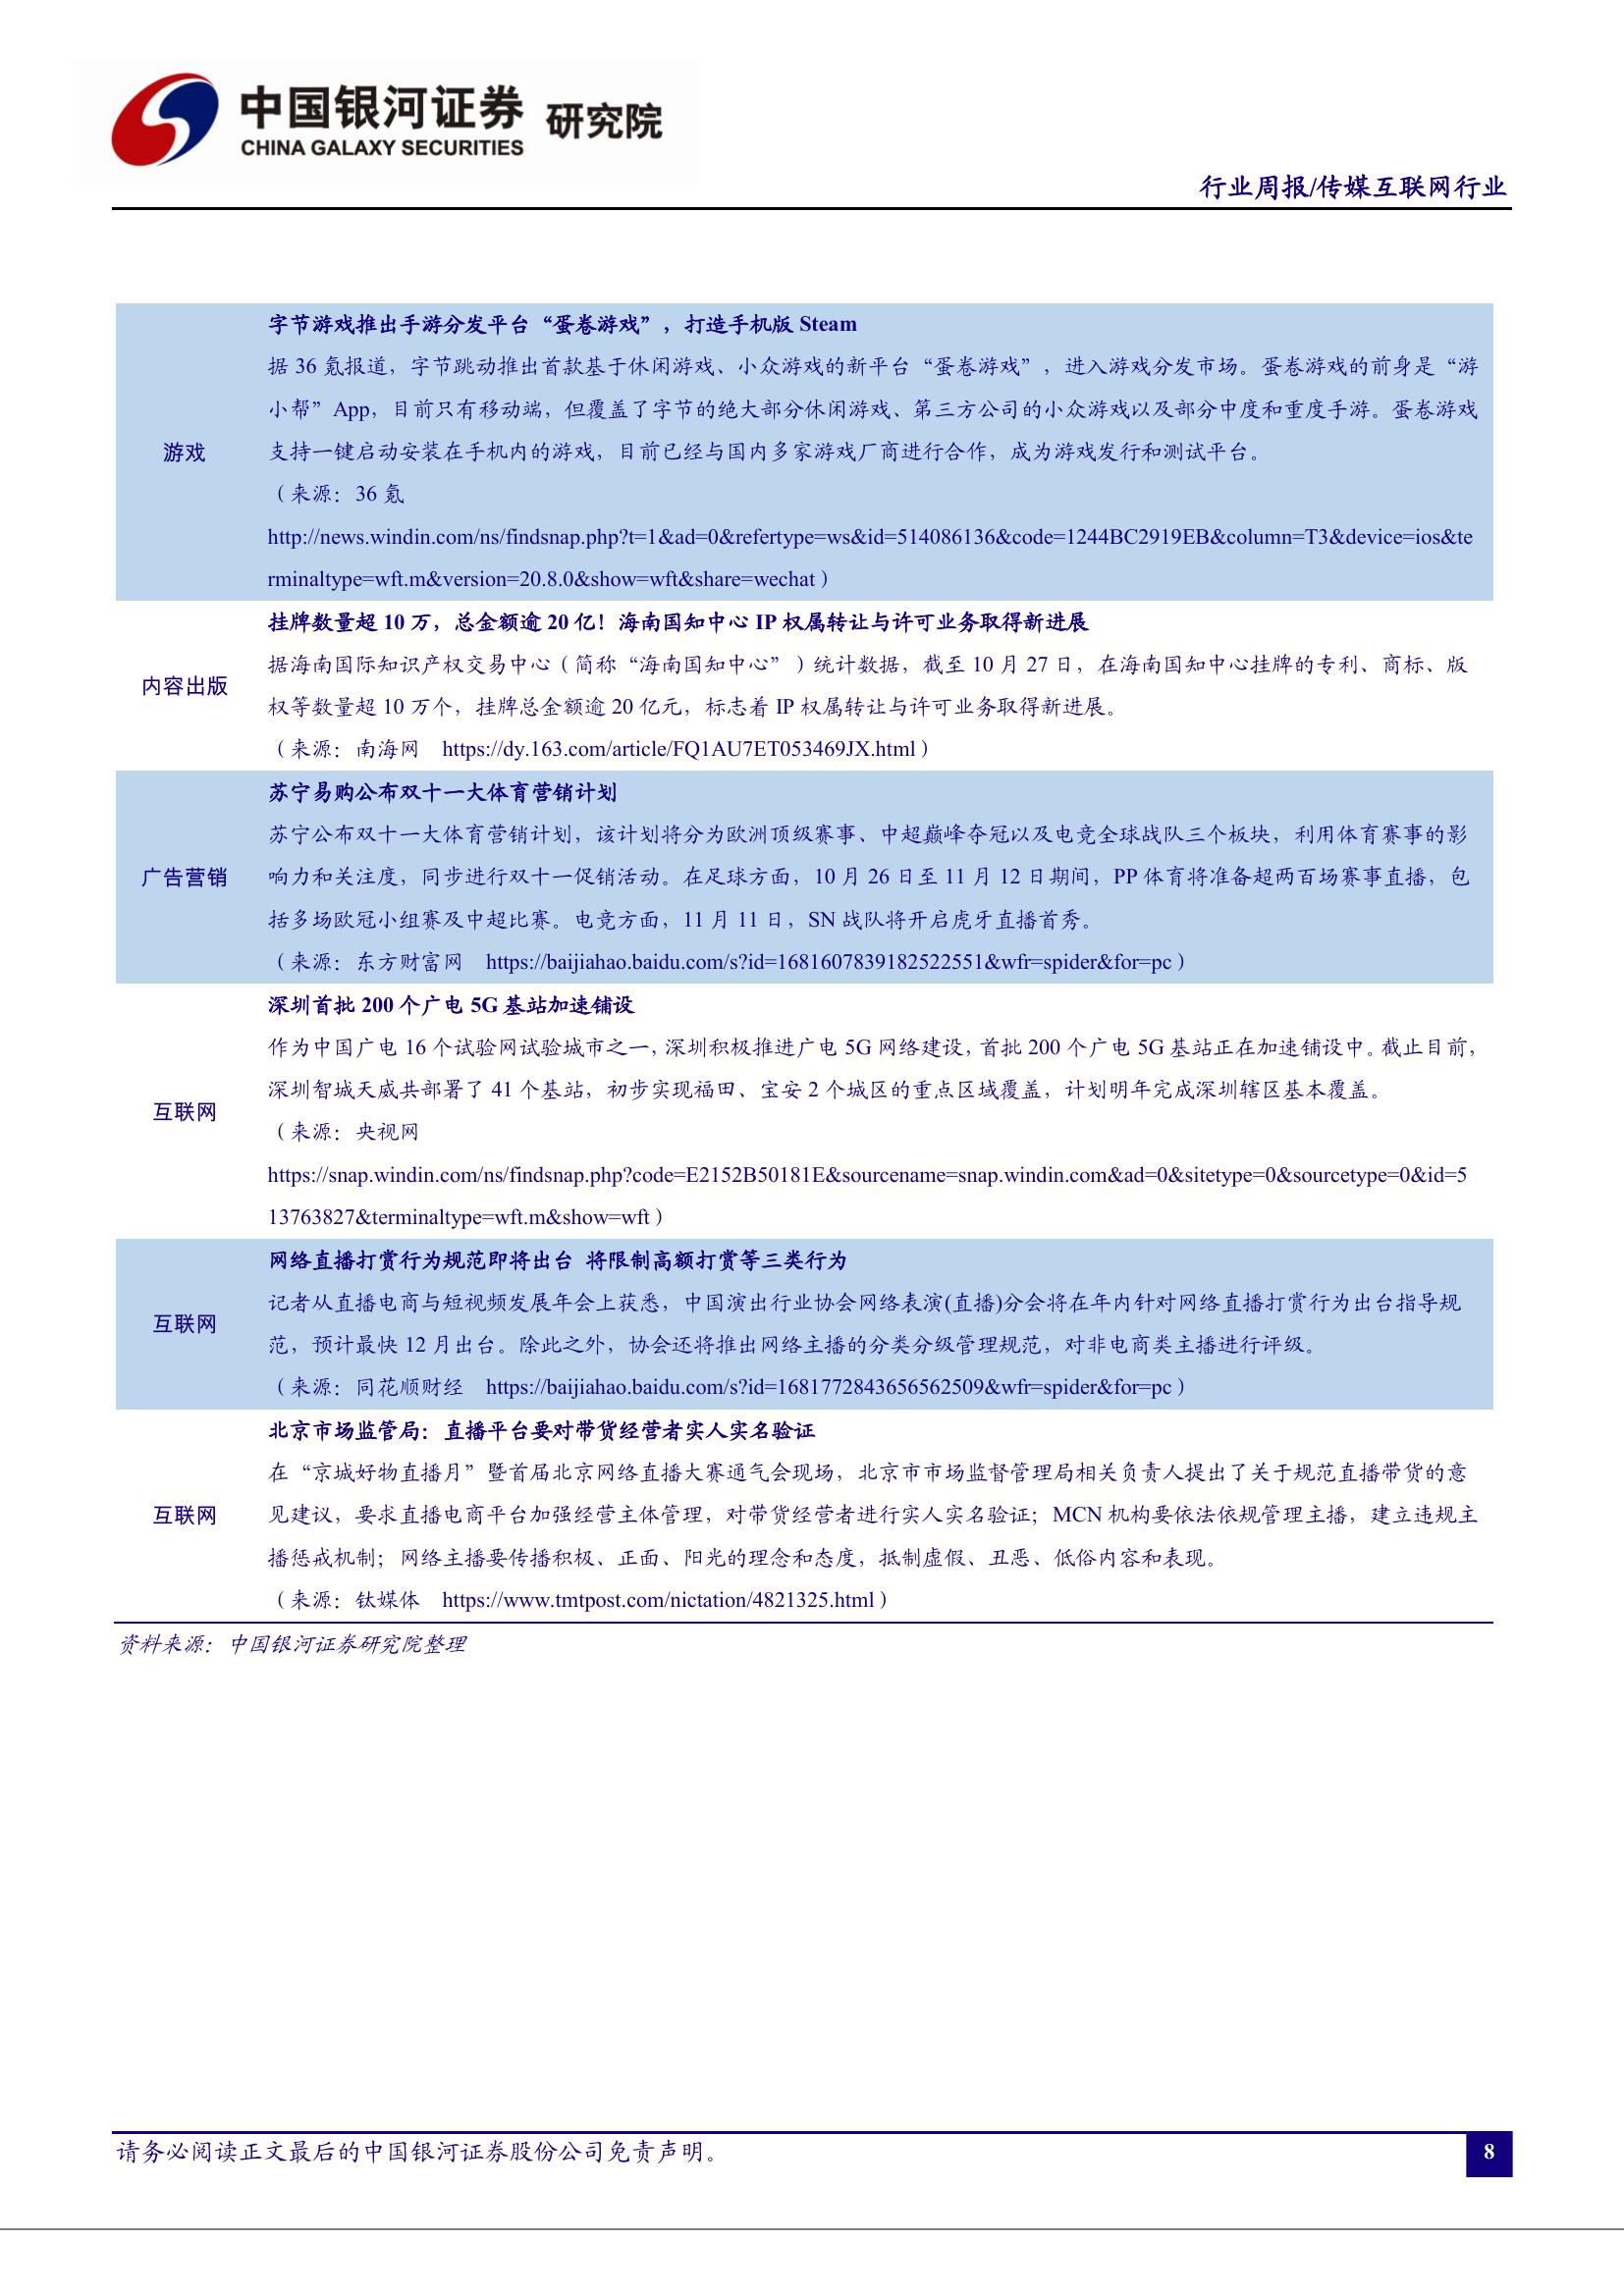 中国银河证券 研究院
CHINA GALAXY SECURITIES
行业周报/传媒互联网行业
字节游戏推出手游分发平台“蛋卷游戏”，打造手机版 Steam
据 36 氪报道，字节跳动推出首款基于休闲游戏、小众游戏的新平台“蛋卷游戏”，进入游戏分发市场。蛋卷游戏的前身是“游
小帮”App，目前只有移动端，但覆盖了字节的绝大部分休闲游戏、第三方公司的小众游戏以及部分中度和重度手游。蛋卷游戏
游戏
支持一键启动安装在手机内的游戏，目前已经与国内多家游戏厂商进行合作，成为游戏发行和测试平台。
（来源：36 氪
http://news.windin.com/ns/findsnap.php?t=1&ad=0&refertype=ws&id=514086136&code=1244BC2919EB&column=T3&device=ios&te
rminaltype=wft.m&version=20.8.0&show=wft&share=wechat）
挂牌数量超 10 万，总金额逾 20 亿！海南国知中心 IP 权属转让与许可业务取得新进展
据海南国际知识产权交易中心（简称“海南国知中心”）统计数据，截至 10 月 27 日，在海南国知中心挂牌的专利、商标、版
内容出版
权等数量超 10 万个，挂牌总金额逾 20 亿元，标志着 IP 权属转让与许可业务取得新进展。
（来源：南海网 https://dy.163.com/article/FQ1AU7ET053469JX.html）
苏宁易购公布双十一大体育营销计划
苏宁公布双十一大体育营销计划，该计划将分为欧洲顶级赛事、中超巅峰夺冠以及电竞全球战队三个板块，利用体育赛事的影
广告营销
响力和关注度，同步进行双十一促销活动。在足球方面，10 月 26 日至 11 月 12 日期间，PP 体育将准备超两百场赛事直播，包
括多场欧冠小组赛及中超比赛。电竞方面，11 月 11 日，SN 战队将开启虎牙直播首秀。
（来源：东方财富网 https://baijiahao.baidu.com/s?id=1681607839182522551&wfr=spider&for=pc）
深圳首批 200 个广电 5G 基站加速铺设
作为中国广电 16 个试验网试验城市之一，深圳积极推进广电 5G 网络建设，首批 200 个广电 5G 基站正在加速铺设中。截止目前，
深圳智城天威共部署了 41 个基站，初步实现福田、宝安 2 个城区的重点区域覆盖，计划明年完成深圳辖区基本覆盖。
互联网
（来源：央视网
https://snap.windin.com/ns/findsnap.php?code=E2152B50181E&sourcename=snap.windin.com&ad=0&sitetype=0&sourcetype=0&id=5
13763827&terminaltype=wft.m&show=wft）
网络直播打赏行为规范即将出台 将限制高额打赏等三类行为
记者从直播电商与短视频发展年会上获悉，中国演出行业协会网络表演(直播)分会将在年内针对网络直播打赏行为出台指导规
互联网
范，预计最快 12 月出台。除此之外，协会还将推出网络主播的分类分级管理规范，对非电商类主播进行评级。
（来源：同花顺财经 https://baijiahao.baidu.com/s?id=1681772843656562509&wfr=spider&for=pc）
北京市场监管局：直播平台要对带货经营者实人实名验证
在“京城好物直播月”暨首届北京网络直播大赛通气会现场，北京市市场监督管理局相关负责人提出了关于规范直播带货的意
互联网
见建议，要求直播电商平台加强经营主体管理，对带货经营者进行实人实名验证；MCN 机构要依法依规管理主播，建立违规主
播惩戒机制；网络主播要传播积极、正面、阳光的理念和态度，抵制虚假、丑恶、低俗内容和表现。
（来源：钛媒体 https://www.tmtpost.com/nictation/4821325.html）
资料来源：中国银河证券研究院整理
请务必阅读正文最后的中国银河证券股份公司免责声明。
8